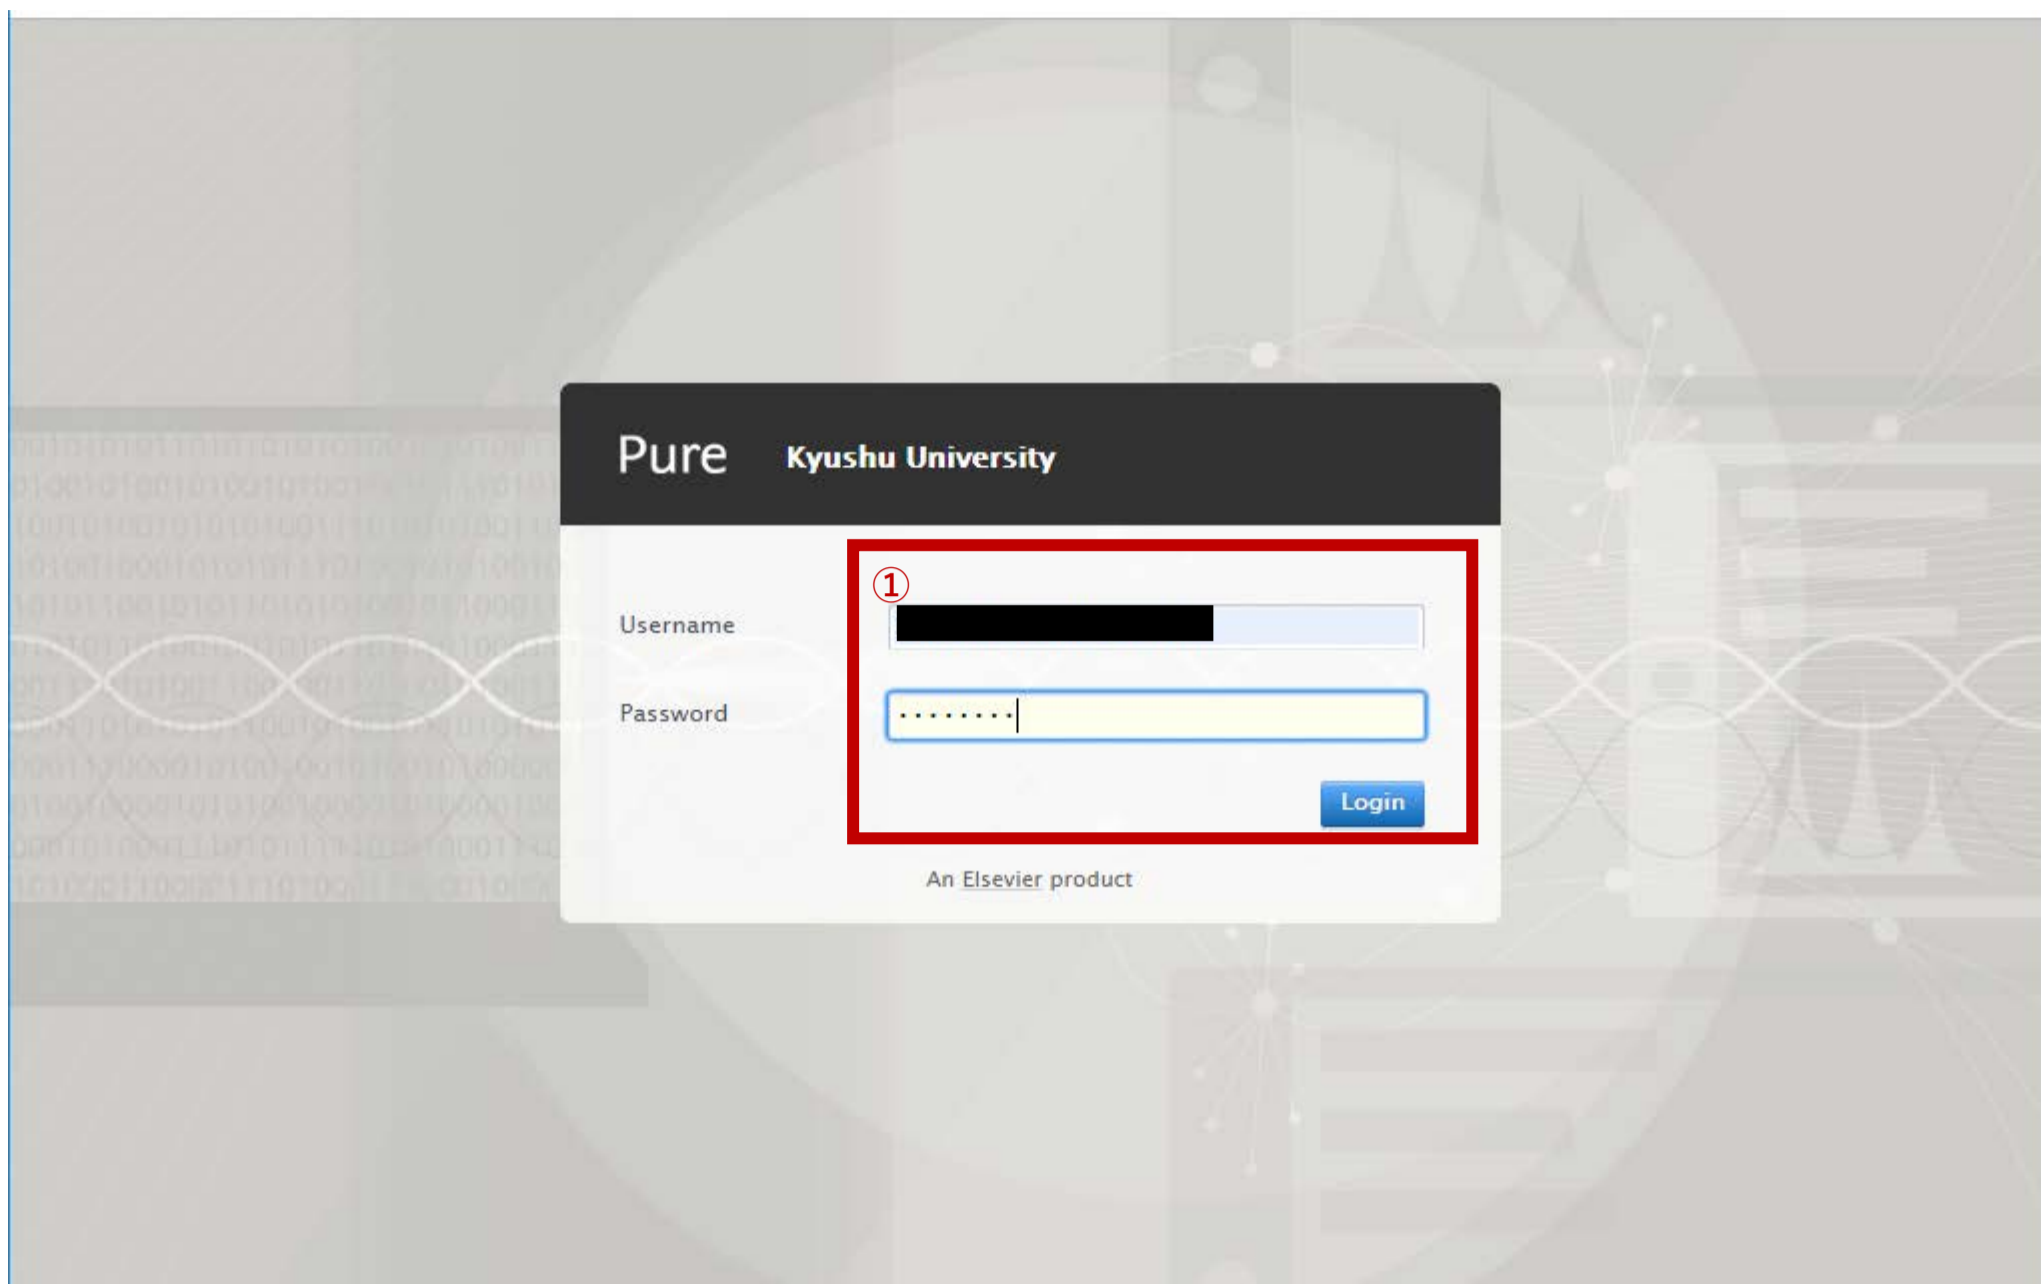 Pure Kyushu University
①
Username
Password ········
Login
An Elsevier product